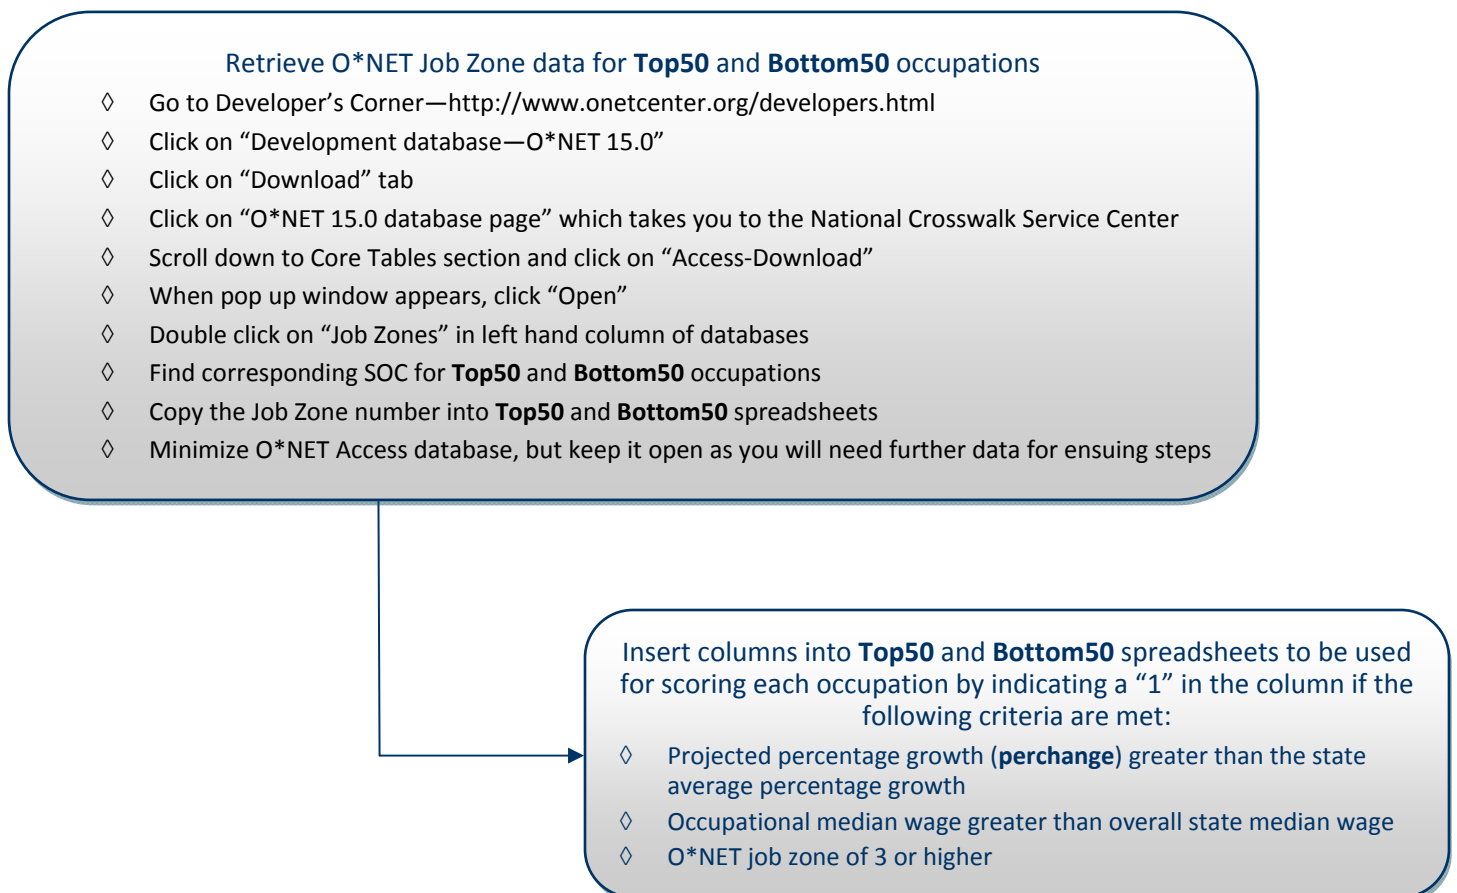 Retrieve O*NET Job Zone data for Top50 and Bottom50 occupations
◊ Go to Developer’s Corner—http://www.onetcenter.org/developers.html
◊ Click on “Development database—O*NET 15.0”
◊ Click on “Download” tab
◊ Click on “O*NET 15.0 database page” which takes you to the National Crosswalk Service Center
◊ Scroll down to Core Tables section and click on “Access-Download”
◊ When pop up window appears, click “Open”
◊ Double click on “Job Zones” in left hand column of databases
◊ Find corresponding SOC for Top50 and Bottom50 occupations
◊ Copy the Job Zone number into Top50 and Bottom50 spreadsheets
◊ Minimize O*NET Access database, but keep it open as you will need further data for ensuing steps
Insert columns into Top50 and Bottom50 spreadsheets to be used
for scoring each occupation by indicating a “1” in the column if the
following criteria are met:
◊ Projected percentage growth (perchange) greater than the state
average percentage growth
◊ Occupational median wage greater than overall state median wage
◊ O*NET job zone of 3 or higher